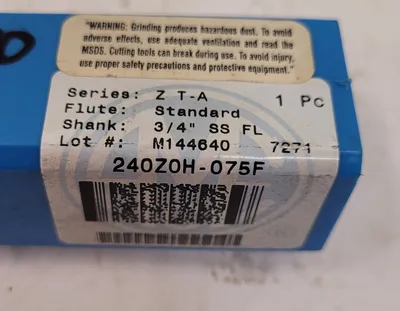 "WARNING: Grinding produces hazardous dust. To avoid
adverse effects, use adequate ventilation and read the
MSDS. Cutting tools can break during use. To avoid injury,
use proper safety precautions and protective equipment."
Series: Z T-A 1 Pc
Flute: Standard
Shank: 3/4" SS FL
Lot #: M144640 7271
240Z0H-075F